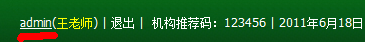 admin(王老师) | 退出 | 机构推荐码：123456 | 2011年6月18日